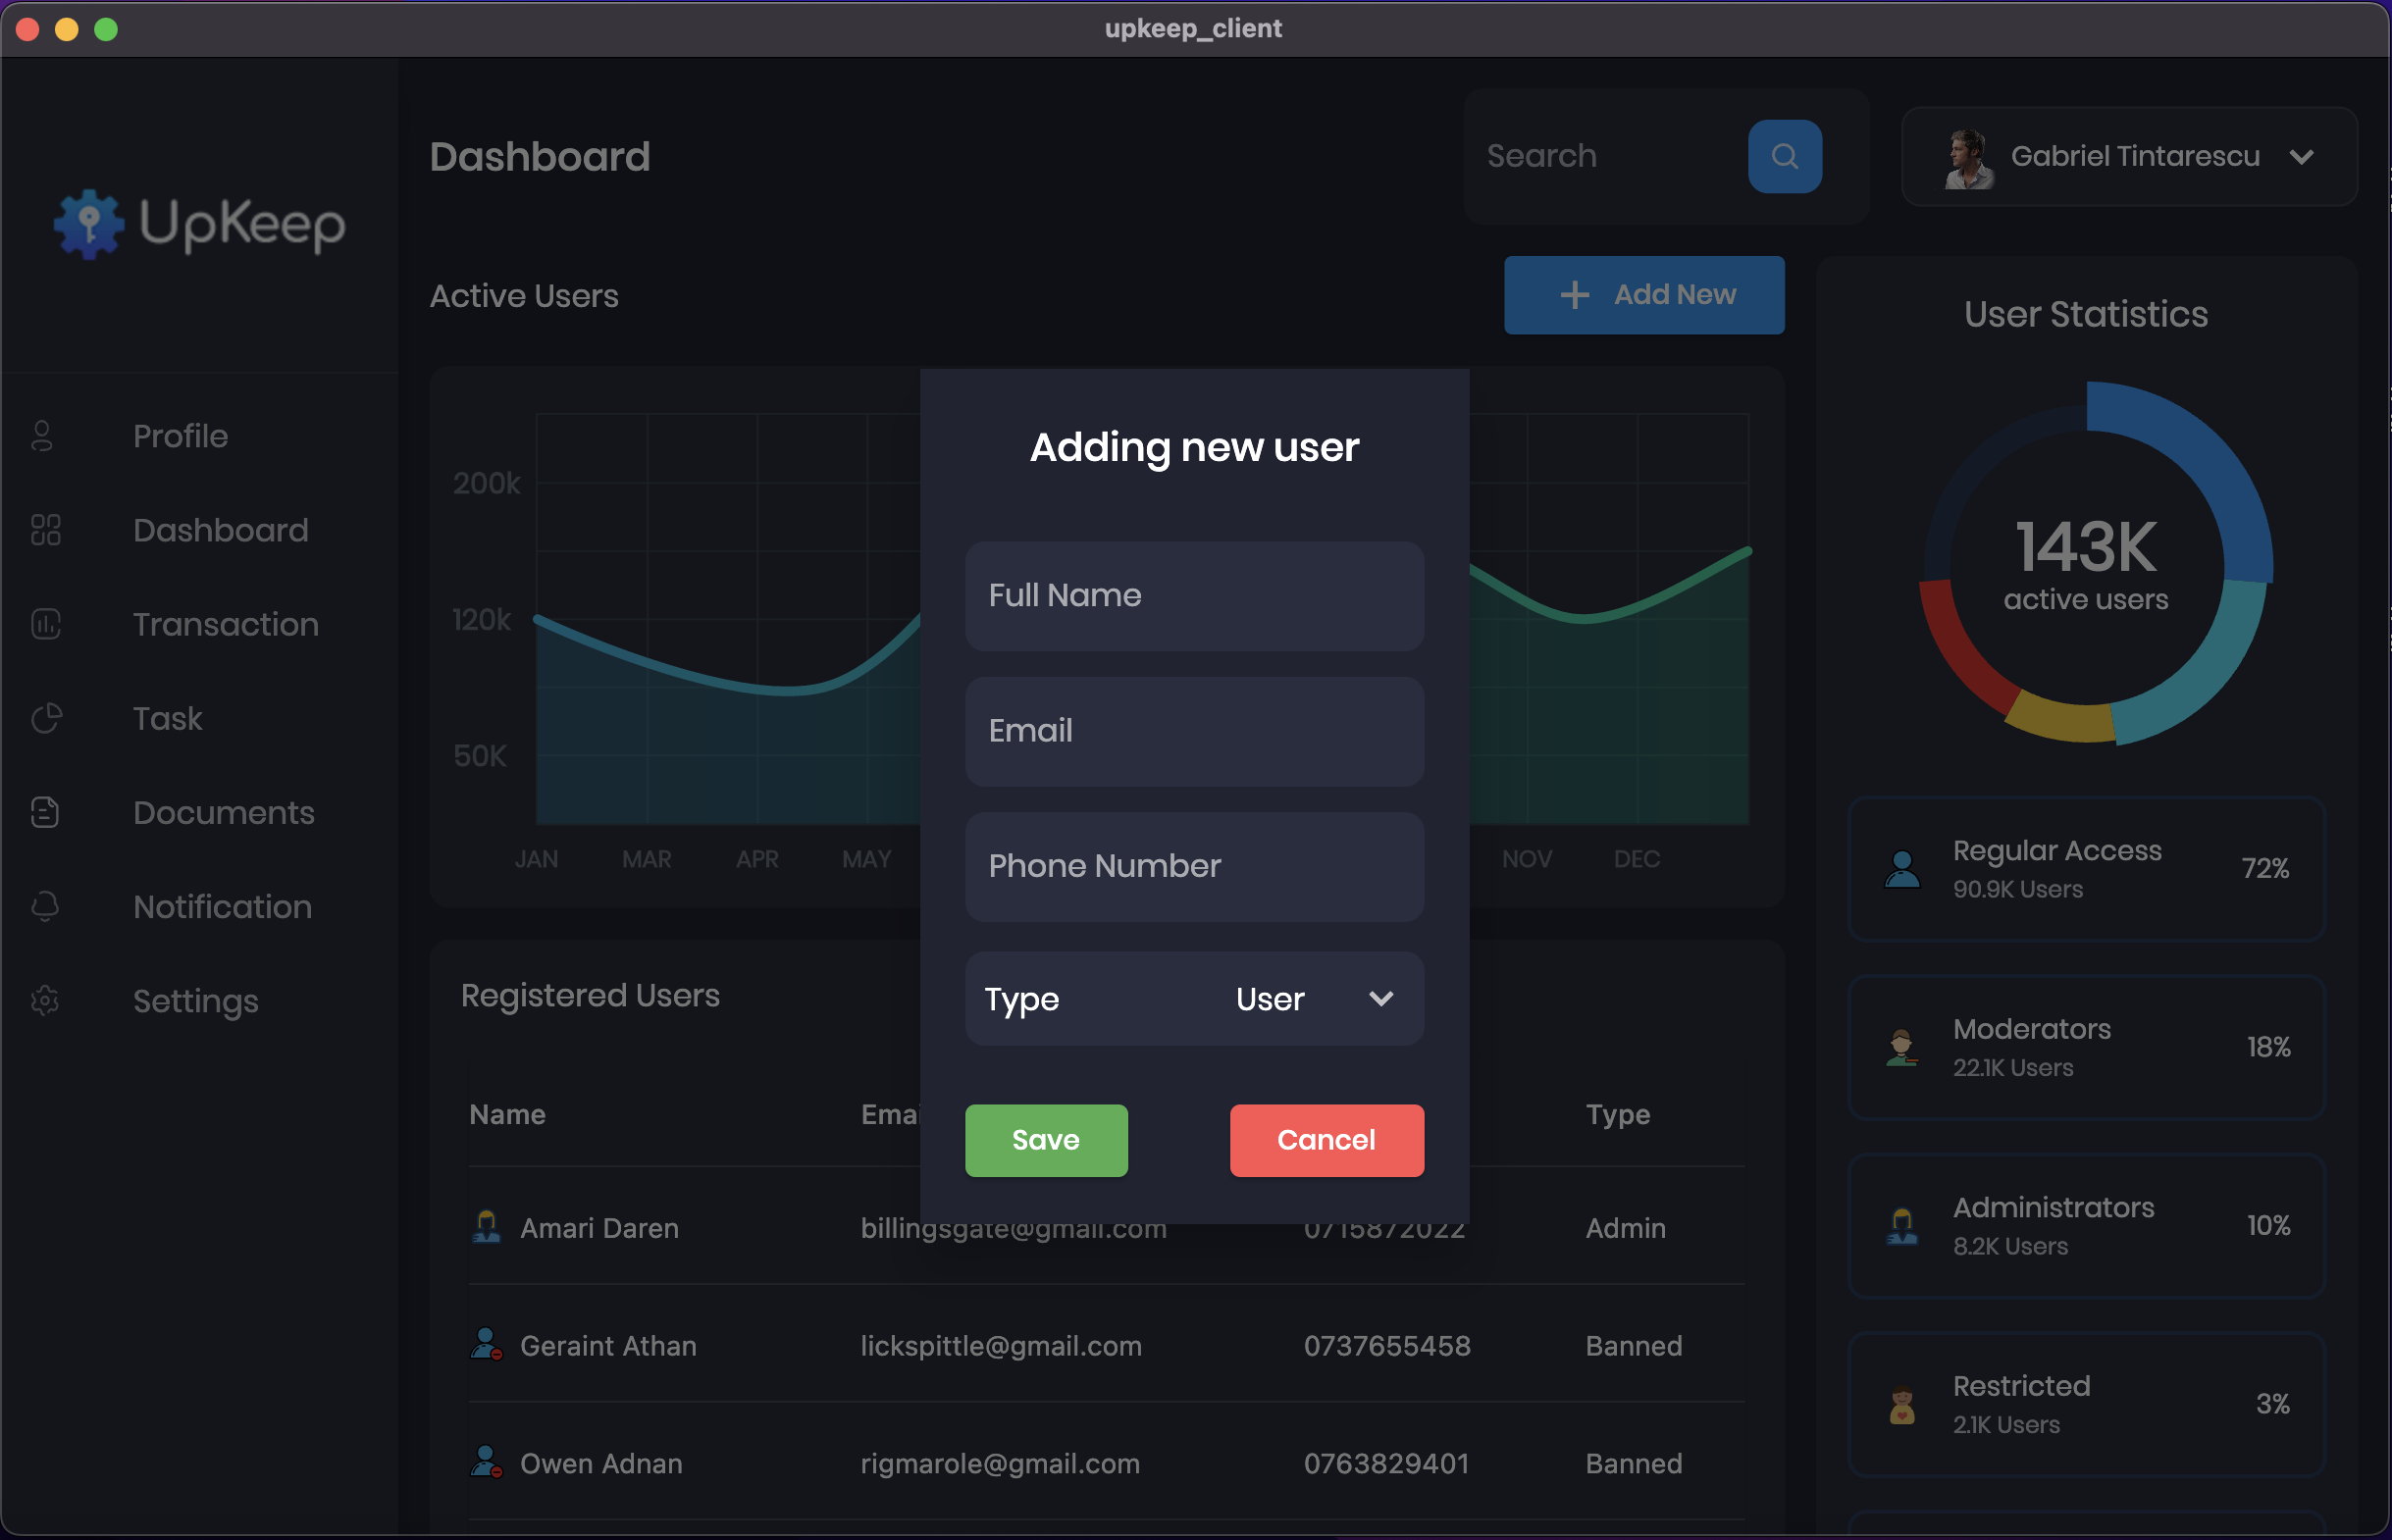 upkeep_client
UpKeep
Dashboard
Search
Gabriel Tintarescu
Active Users
Add New
Profile
Dashboard
Transaction
Task
Documents
Notification
Settings
200k
120k
50K
JAN MAR APR MAY NOV DEC
Adding new user
Full Name
Email
Phone Number
Type User
Save Cancel
Registered Users
Name Emai Type
Amari Daren billingsgate@gmail.com 0715872022 Admin
Geraint Athan lickspittle@gmail.com 0737655458 Banned
Owen Adnan rigmarole@gmail.com 0763829401 Banned
User Statistics
143K
active users
Regular Access
90.9K Users
72%
Moderators
22.1K Users
18%
Administrators
8.2K Users
10%
Restricted
2.1K Users
3%